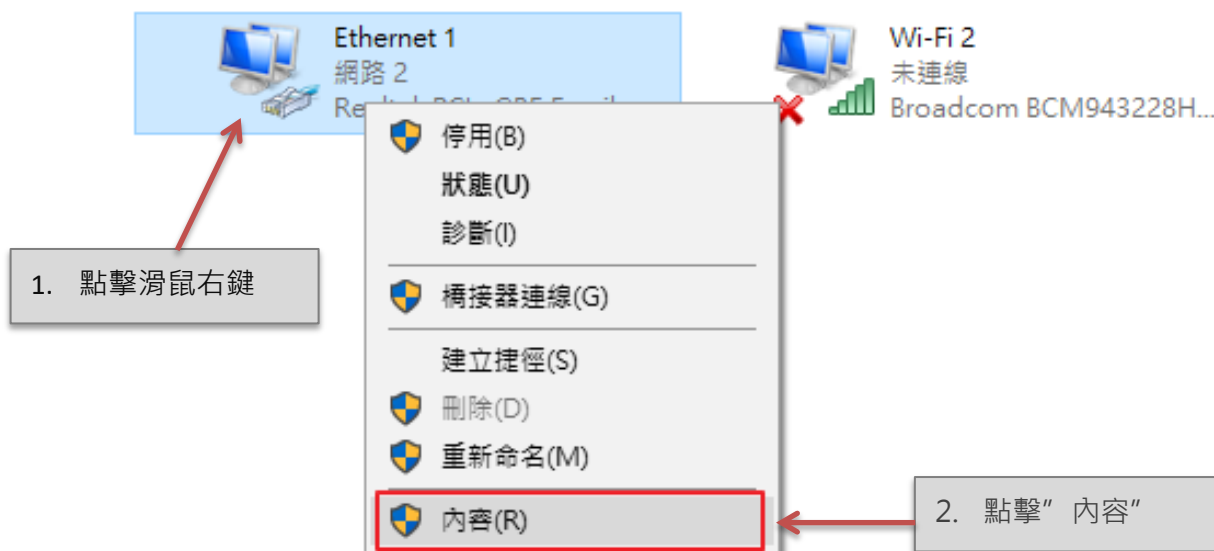 Ethernet 1
網路 2
Wi-Fi 2
未連線
Broadcom BCM943228H...
停用(B)
狀態(U)
診斷(I)
橋接器連線(G)
建立捷徑(S)
刪除(D)
重新命名(M)
內容(R)
1. 點擊滑鼠右鍵
2. 點擊”內容”